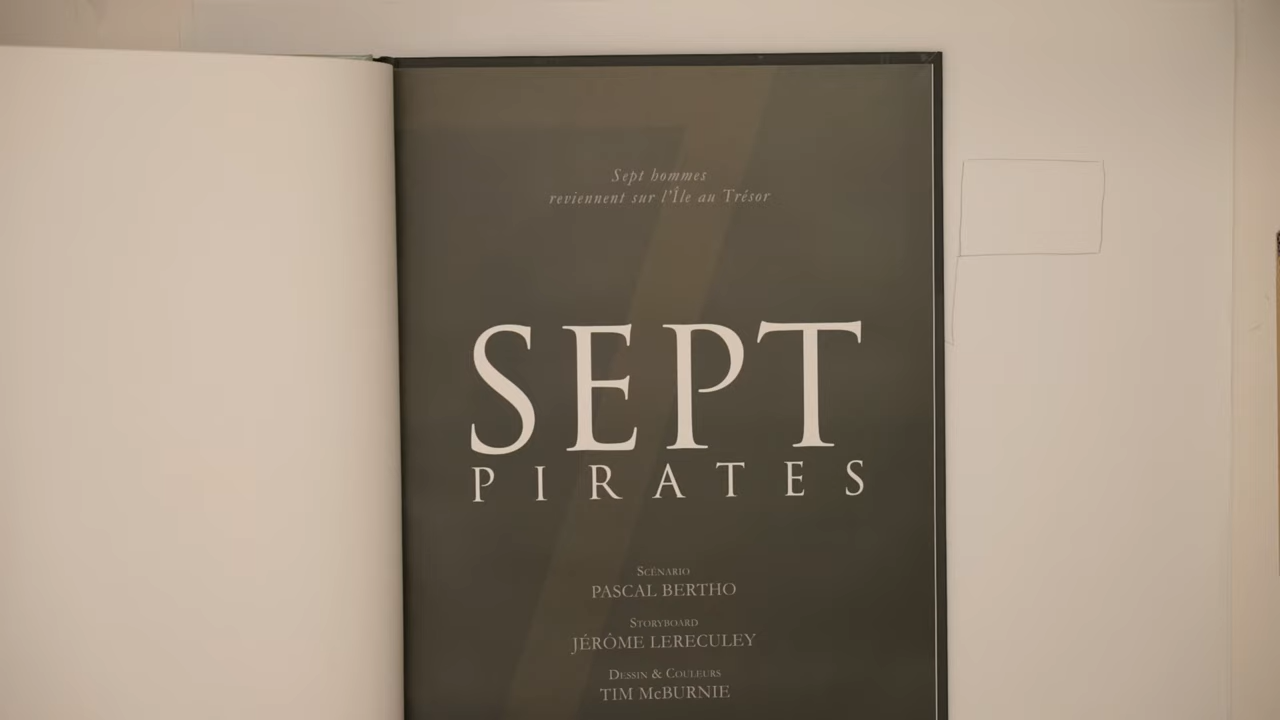 Sept hommes
reviennent sur l'Île au Trésor
SEPT
PIRATES
Scénario
PASCAL BERTHO
Storyboard
JÉRÔME LERECULEY
Dessin & Couleurs
TIM McBURNIE